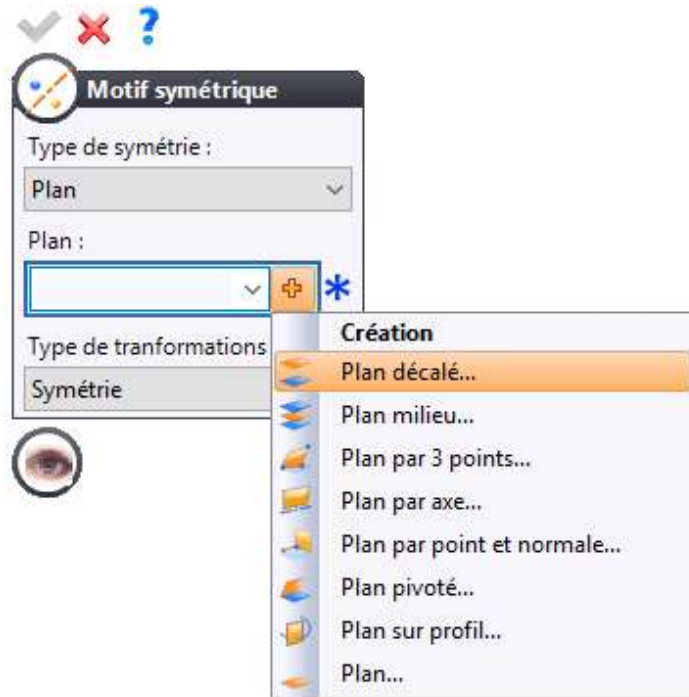 ?
Motif symétrique
Type de symétrie :
Plan
Plan :
*
Création
Type de tranformations
Plan décalé...
Symétrie
Plan milieu...
Plan par 3 points...
Plan par axe...
Plan par point et normale...
Plan pivoté...
Plan sur profil...
Plan...